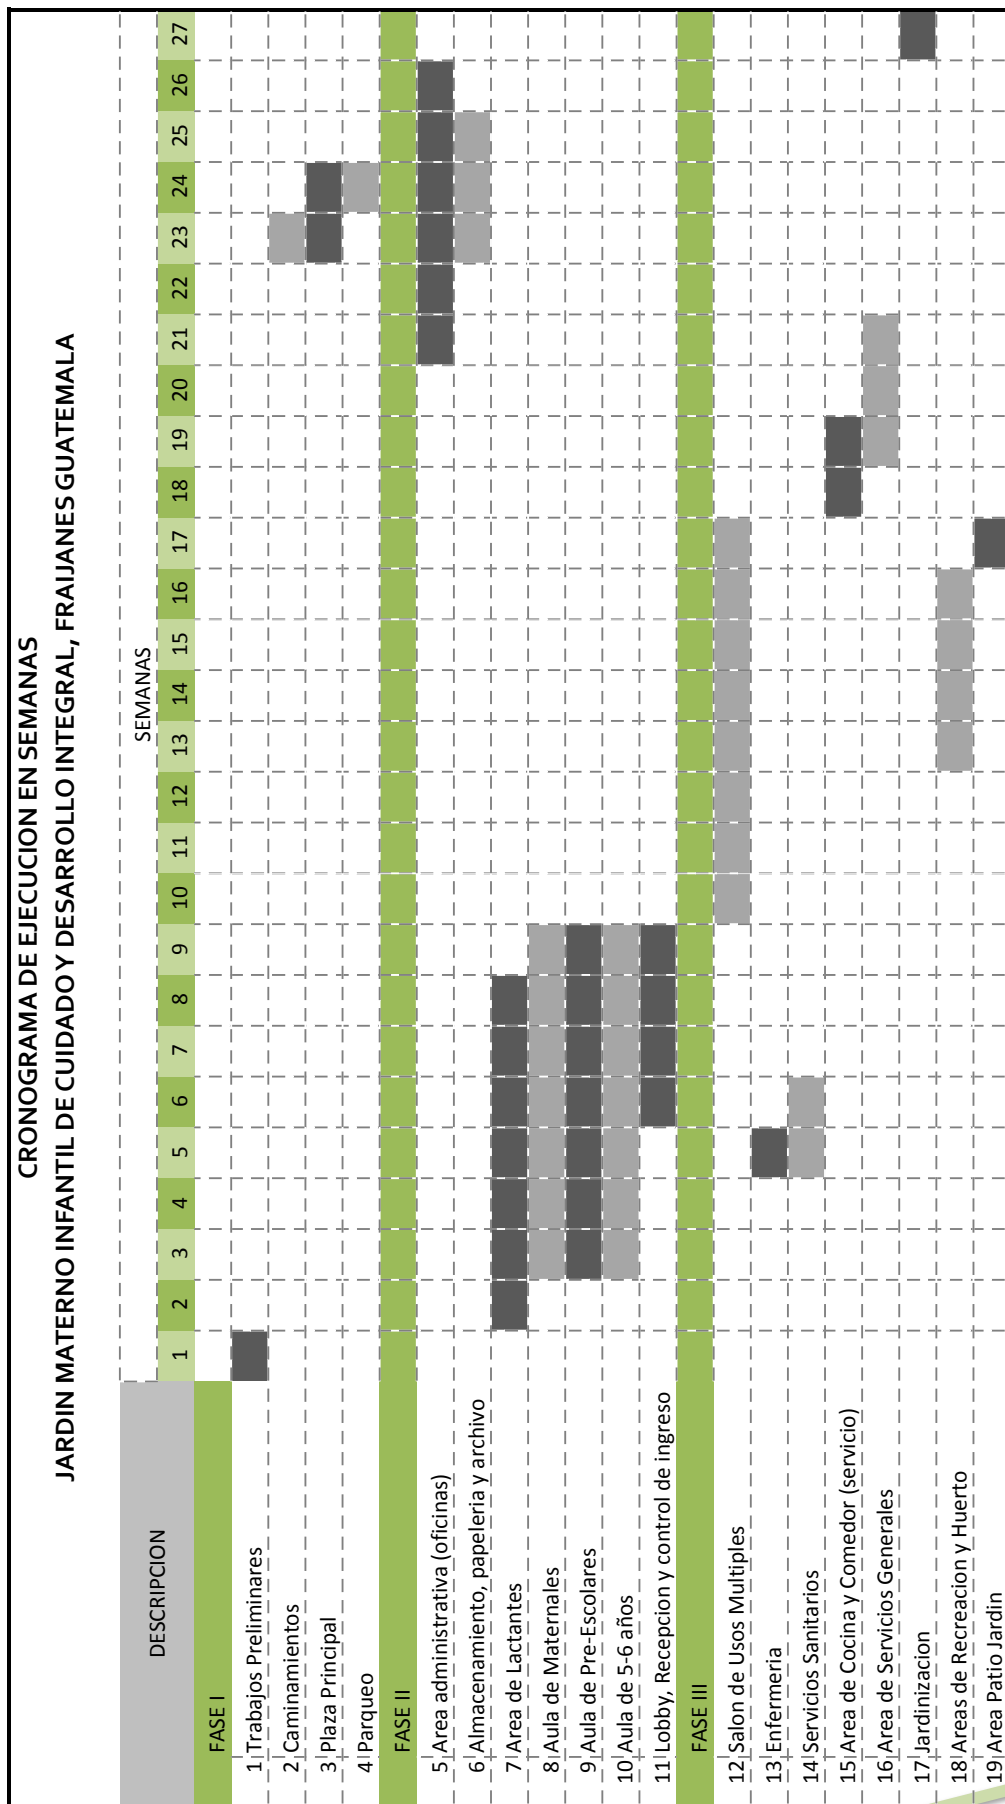 CRONOGRAMA DE EJECUCION EN SEMANAS
JARDIN MATERNO INFANTIL DE CUIDADO Y DESARROLLO INTEGRAL, FRAIJANES GUATEMALA
DESCRIPCION
SEMANAS
1 2 3 4 5 6 7 8 9 10 11 12 13 14 15 16 17 18 19 20 21 22 23 24 25 26 27
FASE I
1 Trabajos Preliminares
2 Caminamientos
3 Plaza Principal
4 Parqueo
FASE II
5 Area administrativa (oficinas)
6 Almacenamiento, papeleria y archivo
7 Area de Lactantes
8 Aula de Maternales
9 Aula de Pre-Escolares
10 Aula de 5-6 años
11 Lobby, Recepcion y control de ingreso
FASE III
12 Salon de Usos Multiples
13 Enfermeria
14 Servicios Sanitarios
15 Area de Cocina y Comedor (servicio)
16 Area de Servicios Generales
17 Jardinizacion
18 Areas de Recreacion y Huerto
19 Area Patio Jardin